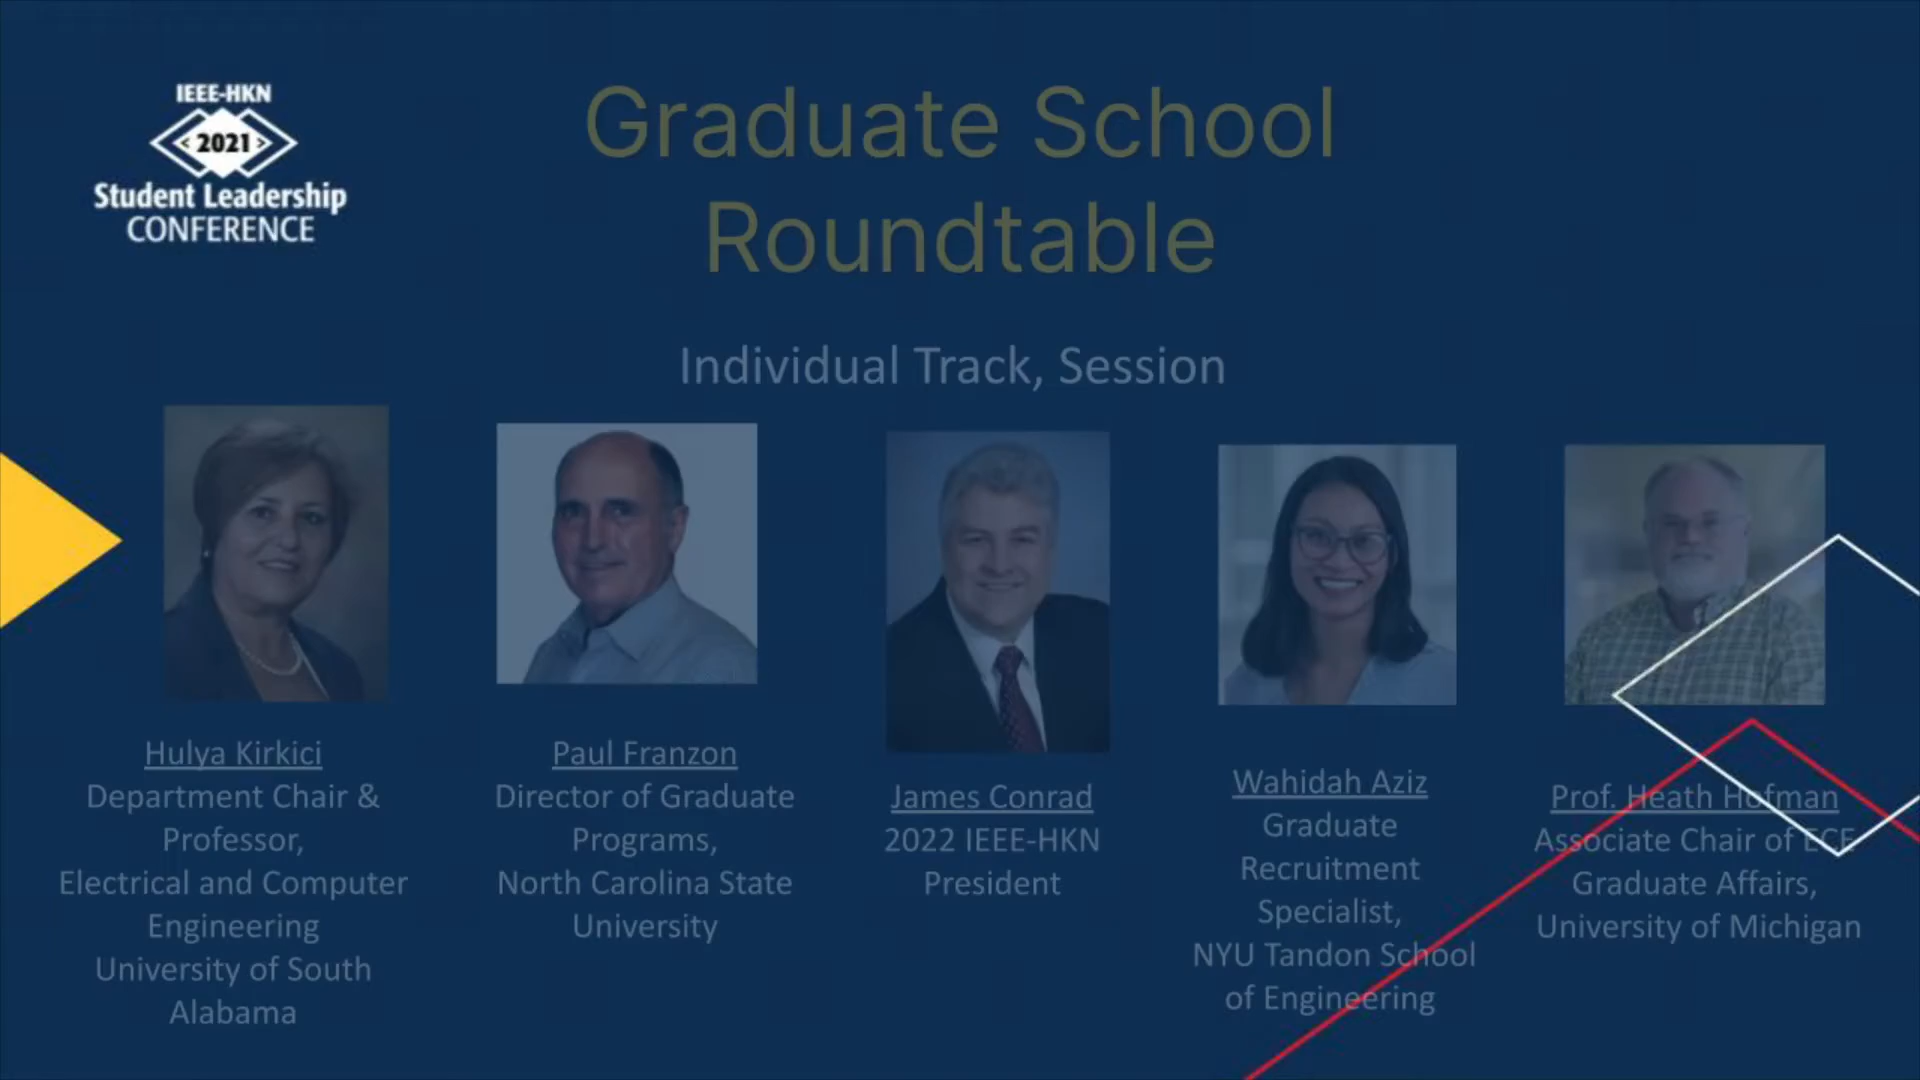 IEEE-HKN
< 2021 >
Student Leadership
CONFERENCE
Graduate School
Roundtable
Individual Track, Session
Hulya Kirkici
Department Chair &
Professor,
Electrical and Computer
Engineering
University of South
Alabama
Paul Franzon
Director of Graduate
Programs,
North Carolina State
University
James Conrad
2022 IEEE-HKN
President
Wahidah Aziz
Graduate
Recruitment
Specialist,
NYU Tandon School
of Engineering
Prof. Heath Hofman
Associate Chair of ECE
Graduate Affairs,
University of Michigan